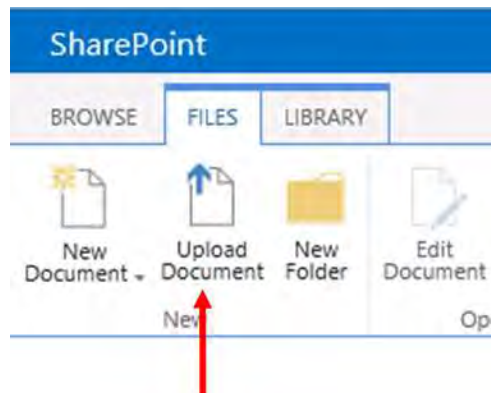 SharePoint
BROWSE FILES LIBRARY
New Upload New Edit
Document Document Folder Document
New Op